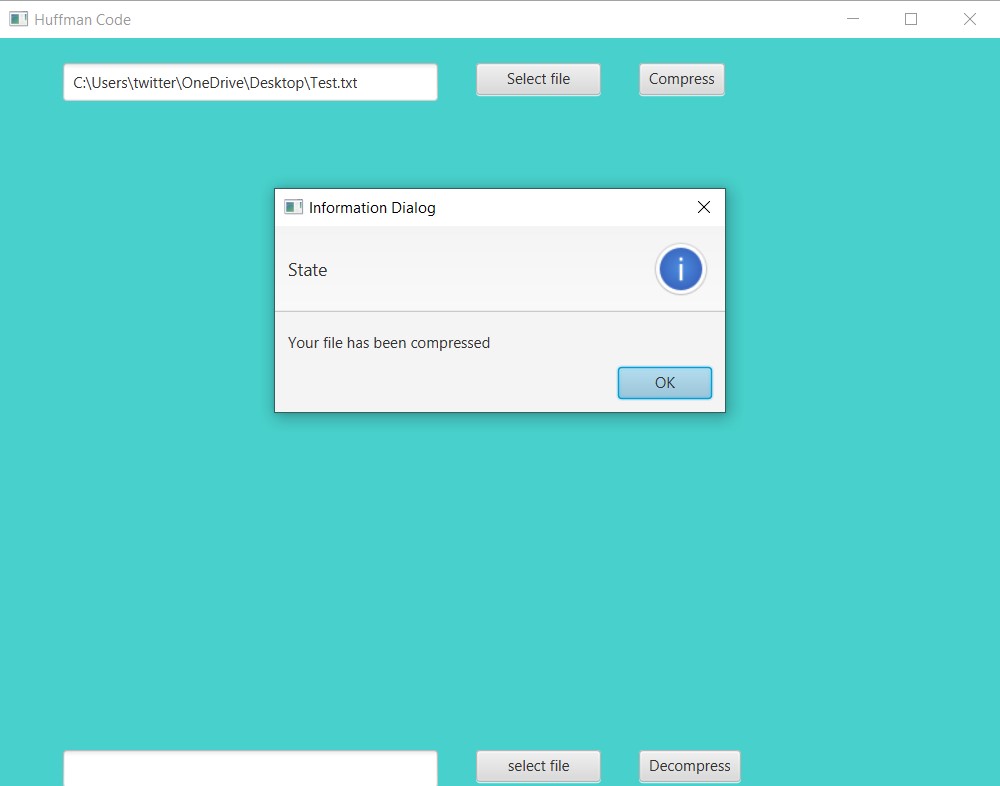 Huffman Code
C:\Users\twitter\OneDrive\Desktop\Test.txt Select file Compress
Information Dialog
State
i
Your file has been compressed
OK
select file Decompress